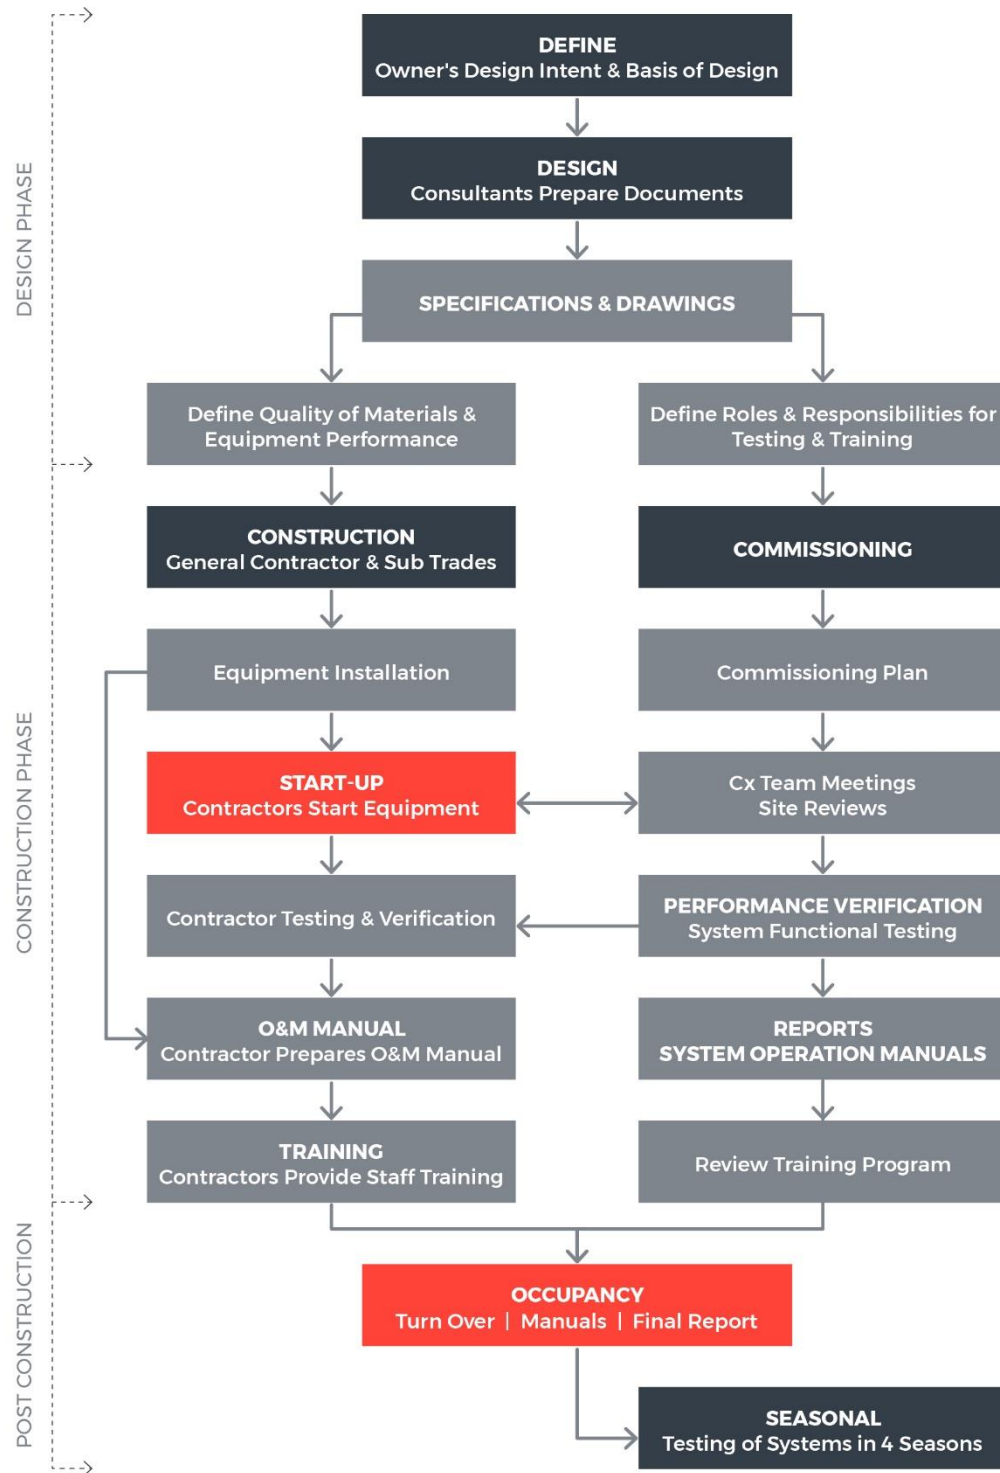 DEFINE
Owner's Design Intent & Basis of Design
DESIGN
Consultants Prepare Documents
SPECIFICATIONS & DRAWINGS
DESIGN PHASE
Define Quality of Materials &
Equipment Performance
Define Roles & Responsibilities for
Testing & Training
CONSTRUCTION
General Contractor & Sub Trades
COMMISSIONING
Equipment Installation
Commissioning Plan
START-UP
Contractors Start Equipment
Cx Team Meetings
Site Reviews
CONSTRUCTION PHASE
Contractor Testing & Verification
PERFORMANCE VERIFICATION
System Functional Testing
O&M MANUAL
Contractor Prepares O&M Manual
REPORTS
SYSTEM OPERATION MANUALS
TRAINING
Contractors Provide Staff Training
Review Training Program
POST CONSTRUCTION
OCCUPANCY
Turn Over | Manuals | Final Report
SEASONAL
Testing of Systems in 4 Seasons